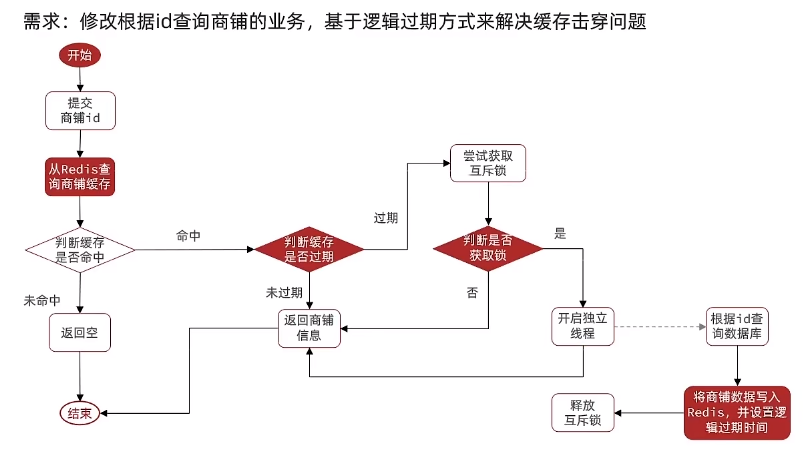 需求：修改根据id查询商铺的业务，基于逻辑过期方式来解决缓存击穿问题
开始
提交
商铺id
从Redis查
询商铺缓存
判断缓存
是否命中
命中
未命中
返回空
结束
判断缓存
是否过期
过期
未过期
返回商铺
信息
尝试获取
互斥锁
判断是否
获取锁
是
否
开启独立
线程
根据id查
询数据库
将商铺数据写入
Redis，并设置逻
辑过期时间
释放
互斥锁